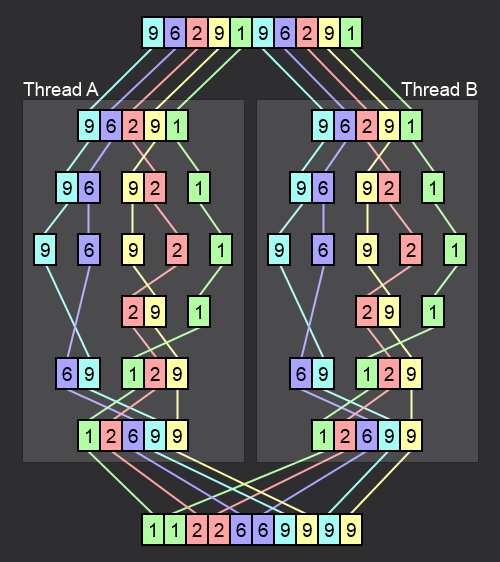 9 6 2 9 1 9 6 2 9 1
Thread A Thread B
9 6 2 9 1 9 6 2 9 1
9 6 9 2 1 9 6 9 2 1
9 6 9 2 1 9 6 9 2 1
2 9 1 2 9 1
6 9 1 2 9 6 9 1 2 9
1 2 6 9 9 1 2 6 9 9
1 1 2 2 6 6 9 9 9 9